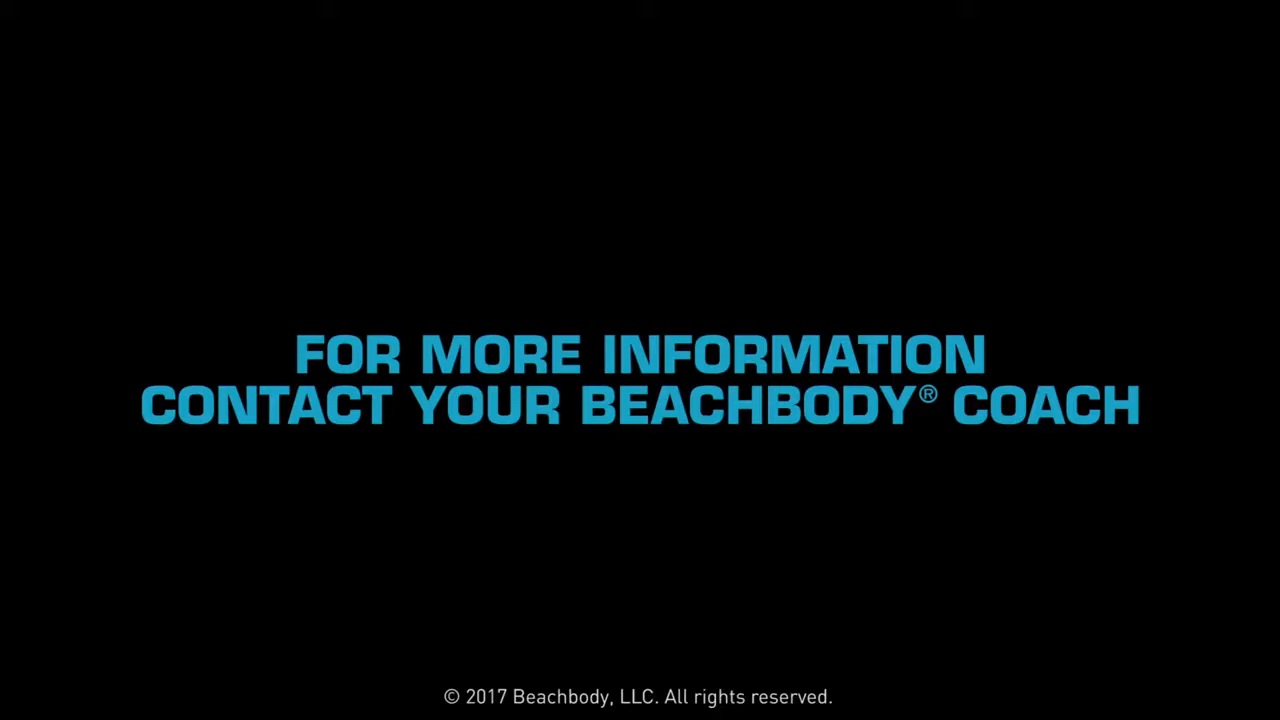 FOR MORE INFORMATION
CONTACT YOUR BEACHBODY® COACH
© 2017 Beachbody, LLC. All rights reserved.